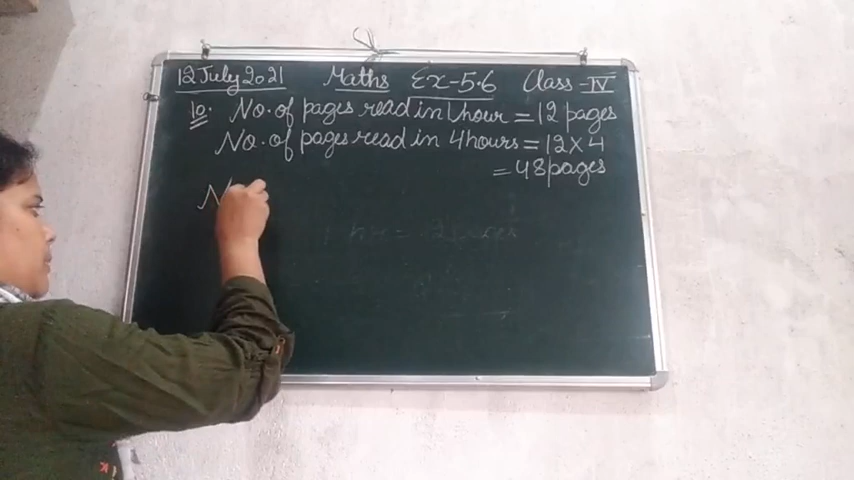 12 July 2021 Maths Ex-5.6 Class-IV
10. No. of pages read in 1 hour = 12 pages
No. of pages read in 4 hours = 12 X 4
= 48 pages
N